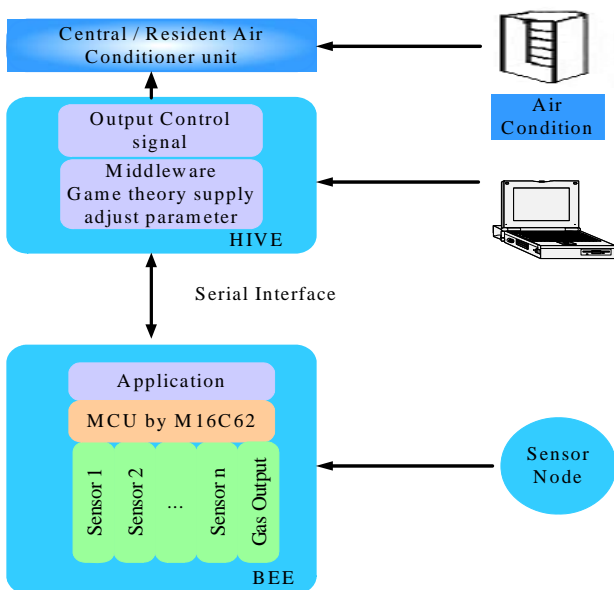 Central / Resident Air
Conditioner unit
Air
Condition
Output Control
signal
Middleware
Game theory supply
adjust parameter
HIVE
Serial Interface
Application
MCU by M16C62
Sensor 1
Sensor 2
...
Sensor n
Gas Output
BEE
Sensor
Node